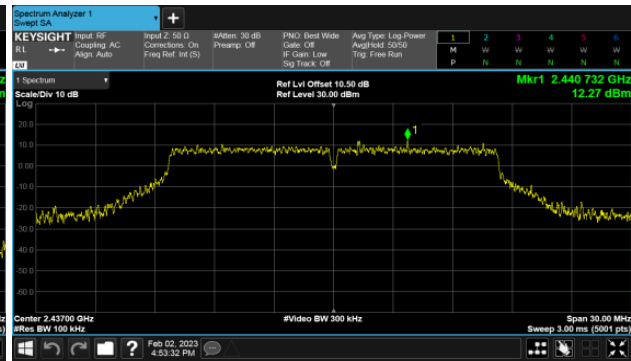 Spectrum Analyzer 1
Swept SA
+
KEYSIGHT Input: RF Input Z: 50 Ω #Atten: 30 dB PNO: Best Wide Avg Type: Log-Power 1 2 3 4 5 6
RL Coupling: AC Corrections: On Preamp: Off Gate: Off Avg|Hold: 50/50 M W W W W W
Align: Auto Freq Ref: Int (S) IF Gain: Low Trig: Free Run
LXI Sig Track: Off P N N N N N
z 1 Spectrum Ref Lvl Offset 10.50 dB Mkr1 2.440 732 GHz
Scale/Div 10 dB Ref Level 30.00 dBm 12.27 dBm
Log
20.0
1
10.0
0.00
-10.0
-20.0
-30.0
-40.0
-50.0
-60.0
z Center 2.43700 GHz #Video BW 300 kHz Span 30.00 MHz
s) #Res BW 100 kHz Sweep 3.00 ms (5001 pts)
? Feb 02, 2023
4:53:32 PM